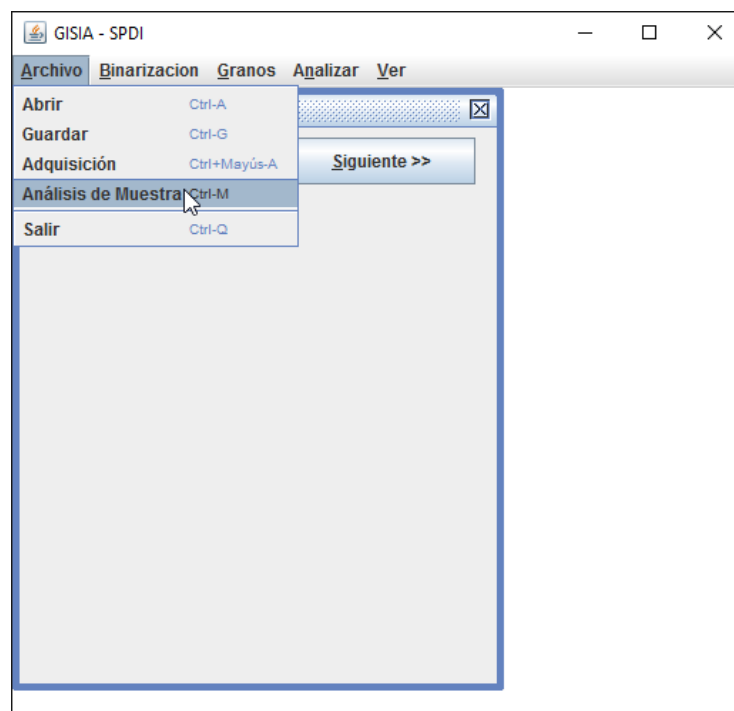 GISIA - SPDI
Archivo Binarizacion Granos Analizar Ver
Abrir Ctrl-A
Guardar Ctrl-G
Adquisición Ctrl+Mayús-A
Siguiente >>
Análisis de Muestra Ctrl-M
Salir Ctrl-Q